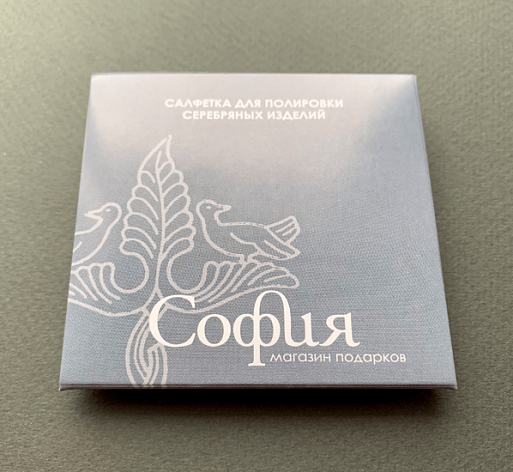 САЛФЕТКА ДЛЯ ПОЛИРОВКИ
СЕРЕБРЯНЫХ ИЗДЕЛИЙ
София
магазин подарков